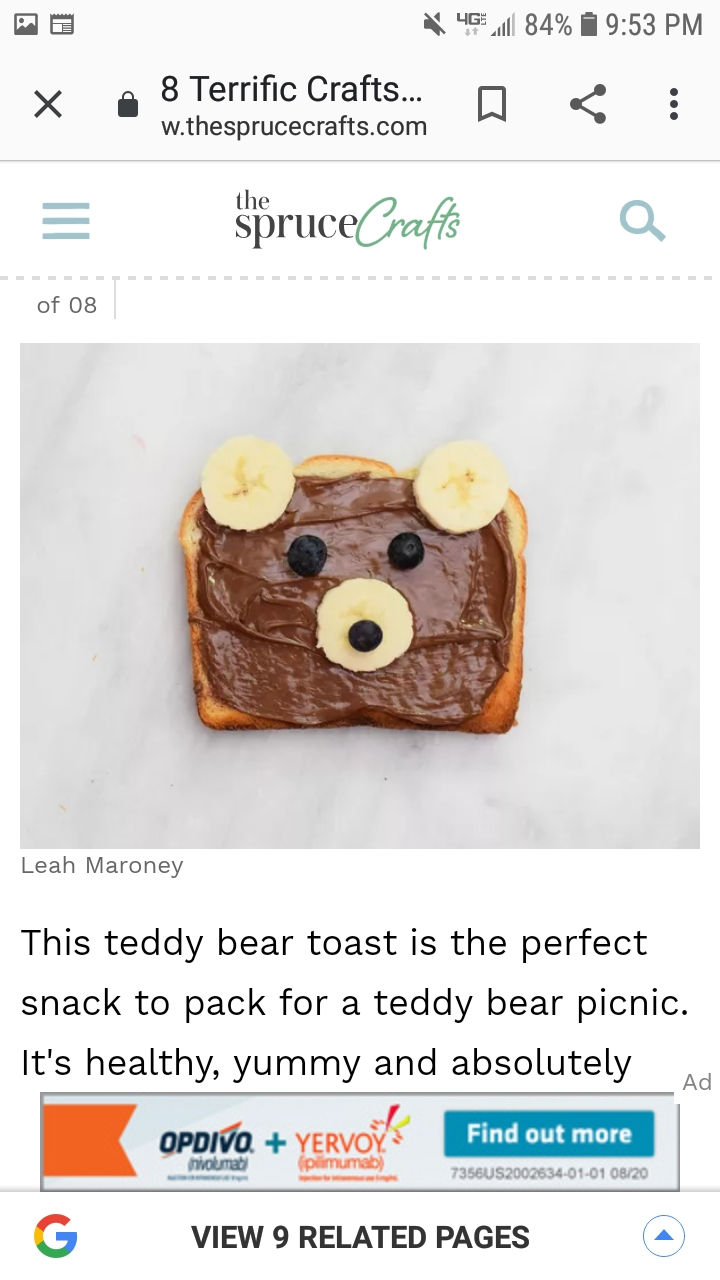 4GE 84% 9:53 PM
8 Terrific Crafts...
w.thesprucecrafts.com
the
spruceCrafts
of 08
Leah Maroney
This teddy bear toast is the perfect
snack to pack for a teddy bear picnic.
It's healthy, yummy and absolutely
Ad
OPDIVO + YERVOY Find out more
(nivolumab) (ipilimumab) 7356US2002634-01-01 08/20
G VIEW 9 RELATED PAGES